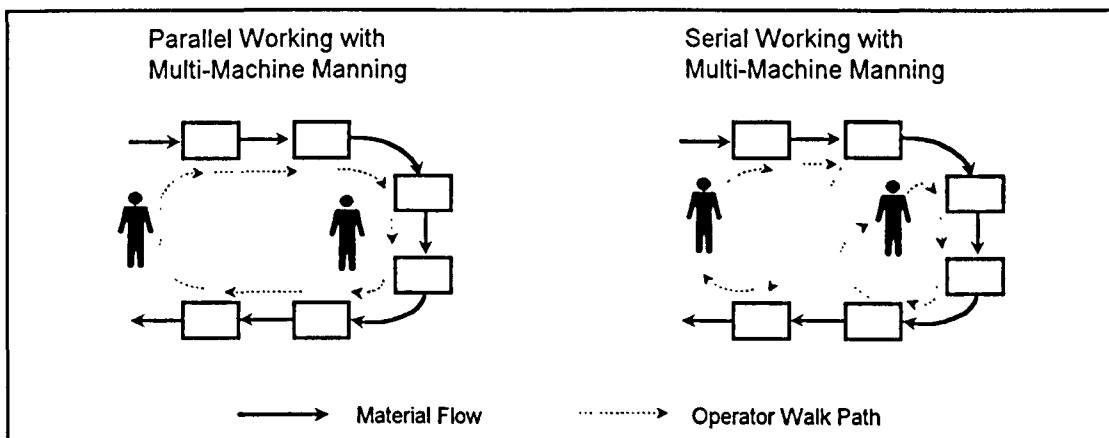 Parallel Working with
Multi-Machine Manning
Serial Working with
Multi-Machine Manning
Material Flow
Operator Walk Path